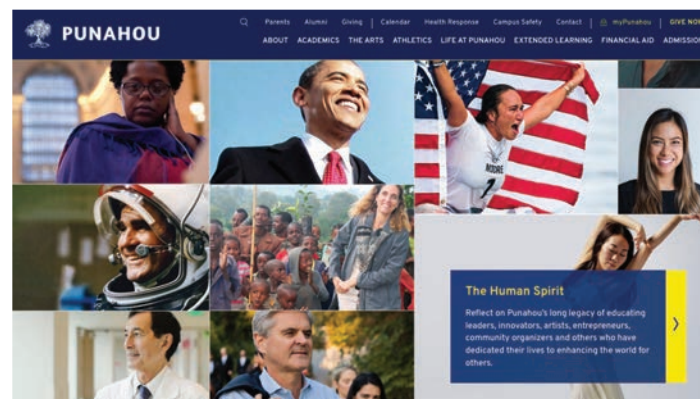 PUNAHOU
Parents Alumni Giving Calendar Health Response Campus Safety Contact myPunahou GIVE NOW
ABOUT ACADEMICS THE ARTS ATHLETICS LIFE AT PUNAHOU EXTENDED LEARNING FINANCIAL AID ADMISSION
MOORE
The Human Spirit
Reflect on Punahou's long legacy of educating
leaders, innovators, artists, entrepreneurs,
community organizers and others who have
dedicated their lives to enhancing the world for
others.